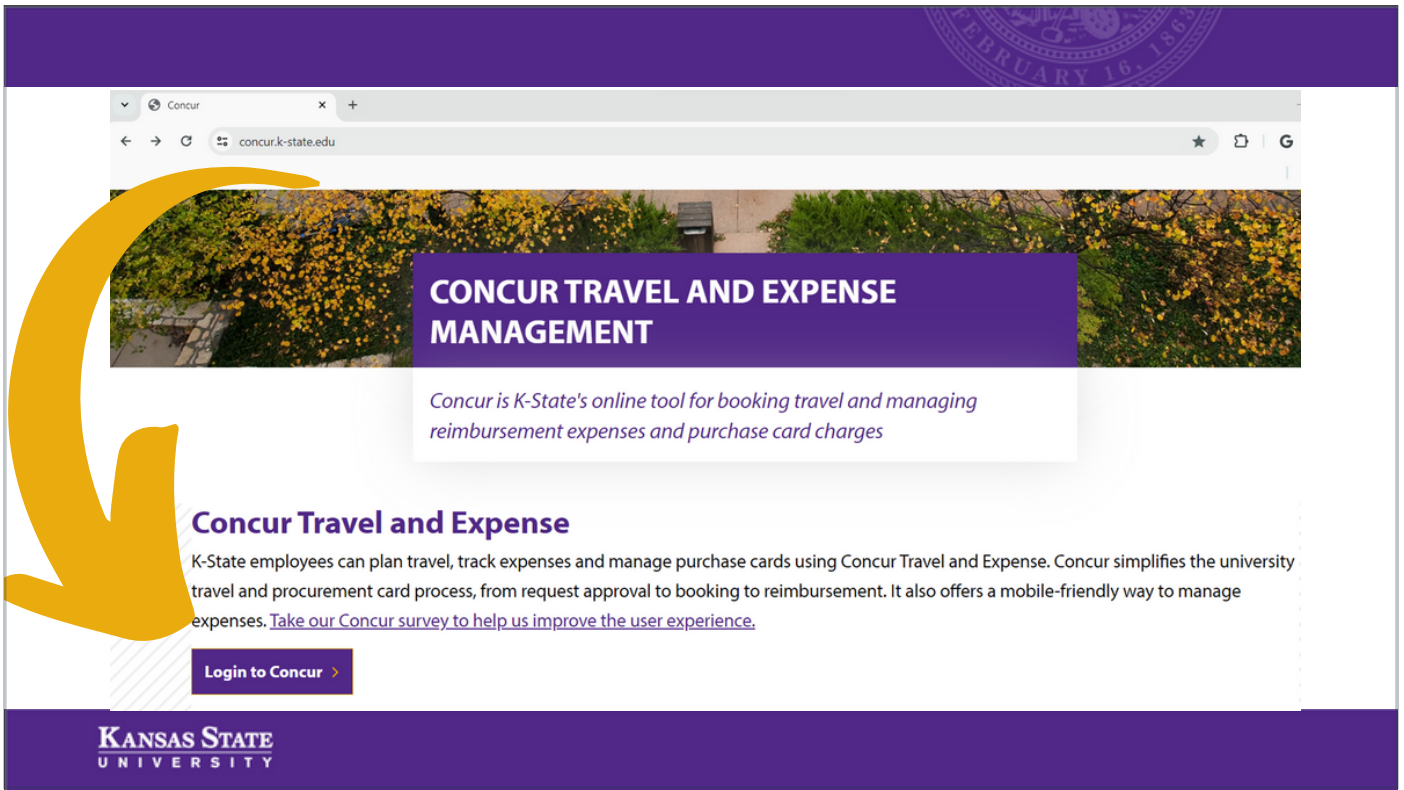 FEBRUARY 16, 1863
Concur
concur.k-state.edu
G
CONCUR TRAVEL AND EXPENSE
MANAGEMENT
Concur is K-State's online tool for booking travel and managing
reimbursement expenses and purchase card charges
Concur Travel and Expense
K-State employees can plan travel, track expenses and manage purchase cards using Concur Travel and Expense. Concur simplifies the university
travel and procurement card process, from request approval to booking to reimbursement. It also offers a mobile-friendly way to manage
expenses. Take our Concur survey to help us improve the user experience.
Login to Concur >
KANSAS STATE
UNIVERSITY